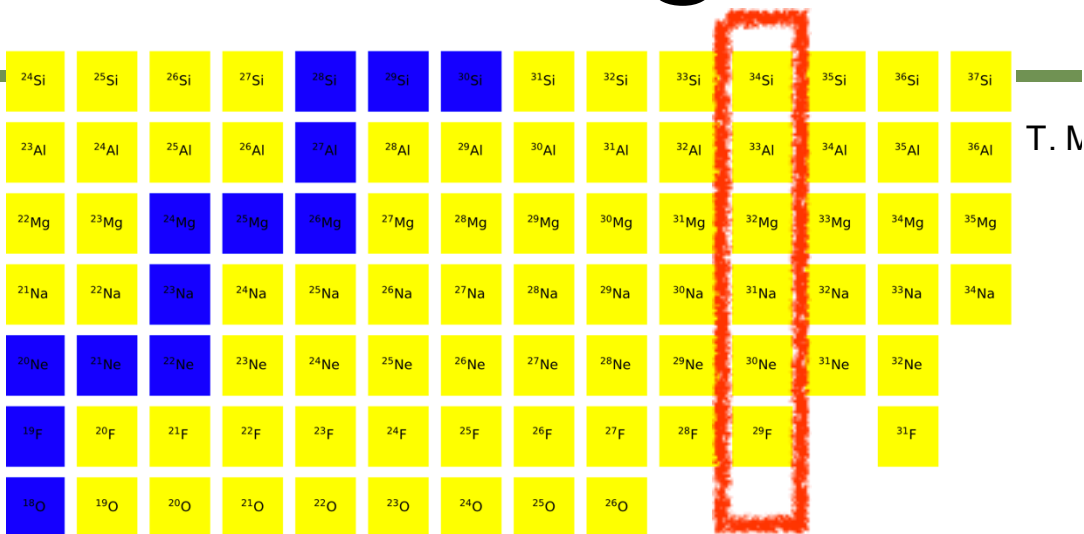 ²⁴Si ²⁵Si ²⁶Si ²⁷Si ²⁸Si ²⁹Si ³⁰Si ³¹Si ³²Si ³³Si ³⁴Si ³⁵Si ³⁶Si ³⁷Si
²³Al ²⁴Al ²⁵Al ²⁶Al ²⁷Al ²⁸Al ²⁹Al ³⁰Al ³¹Al ³²Al ³³Al ³⁴Al ³⁵Al ³⁶Al T. M
²²Mg ²³Mg ²⁴Mg ²⁵Mg ²⁶Mg ²⁷Mg ²⁸Mg ²⁹Mg ³⁰Mg ³¹Mg ³²Mg ³³Mg ³⁴Mg ³⁵Mg
²¹Na ²²Na ²³Na ²⁴Na ²⁵Na ²⁶Na ²⁷Na ²⁸Na ²⁹Na ³⁰Na ³¹Na ³²Na ³³Na ³⁴Na
²⁰Ne ²¹Ne ²²Ne ²³Ne ²⁴Ne ²⁵Ne ²⁶Ne ²⁷Ne ²⁸Ne ²⁹Ne ³⁰Ne ³¹Ne ³²Ne
¹⁹F ²⁰F ²¹F ²²F ²³F ²⁴F ²⁵F ²⁶F ²⁷F ²⁸F ²⁹F ³¹F
¹⁸O ¹⁹O ²⁰O ²¹O ²²O ²³O ²⁴O ²⁵O ²⁶O